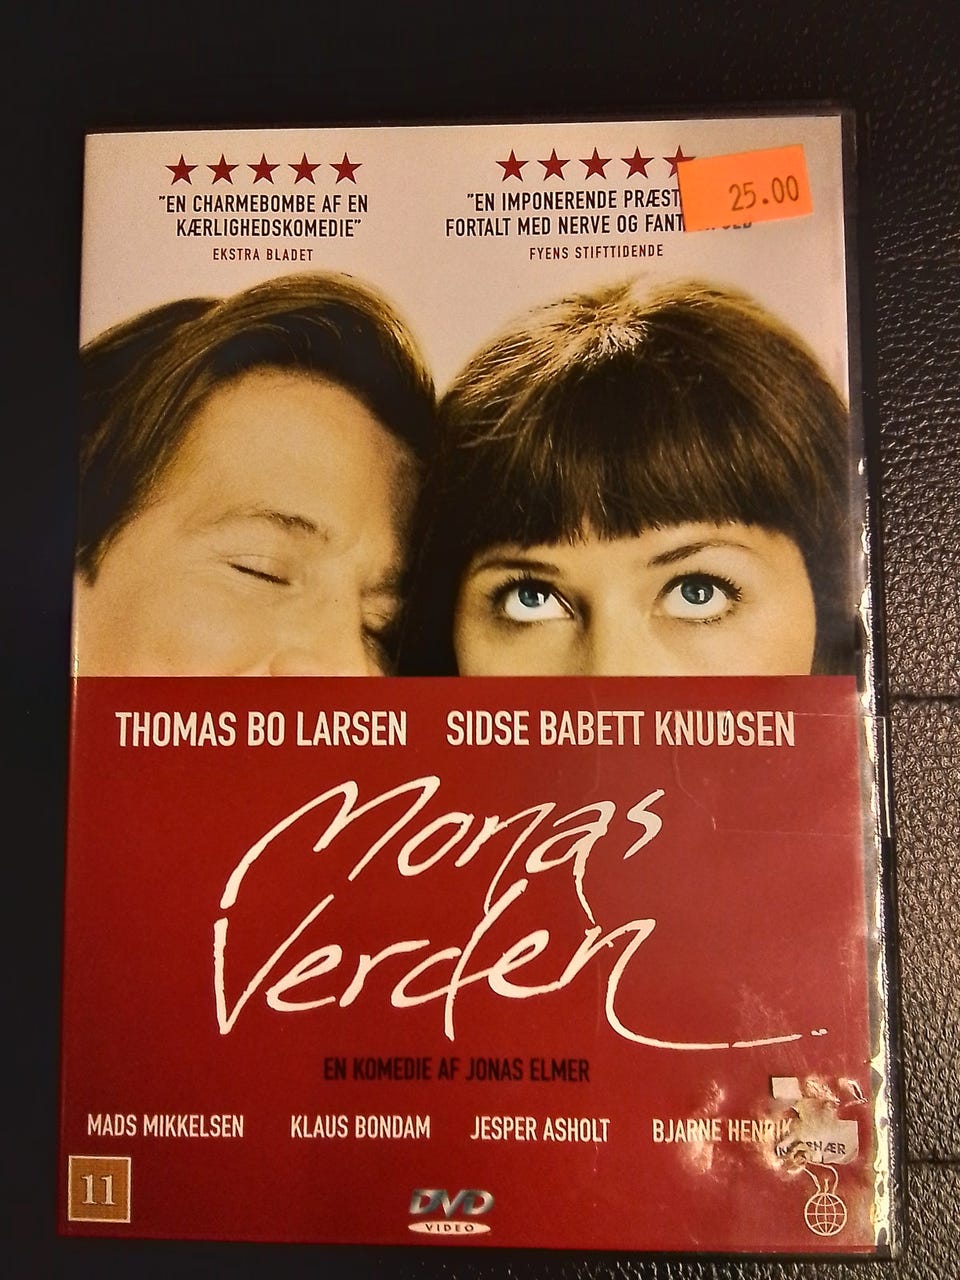 "EN CHARMEBOMBE AF EN
KÆRLIGHEDSKOMEDIE"
EKSTRA BLADET
"EN IMPONERENDE
FORTALT MED NERVE OG
FYENS STIFTTIDENDE
25.00
THOMAS BO LARSEN SIDSE BABETT KNUDSEN
Monas
Verden
EN KOMEDIE AF JONAS ELMER
MADS MIKKELSEN KLAUS BONDAM JESPER ASHOLT BJARNE
11
DVD
VIDEO